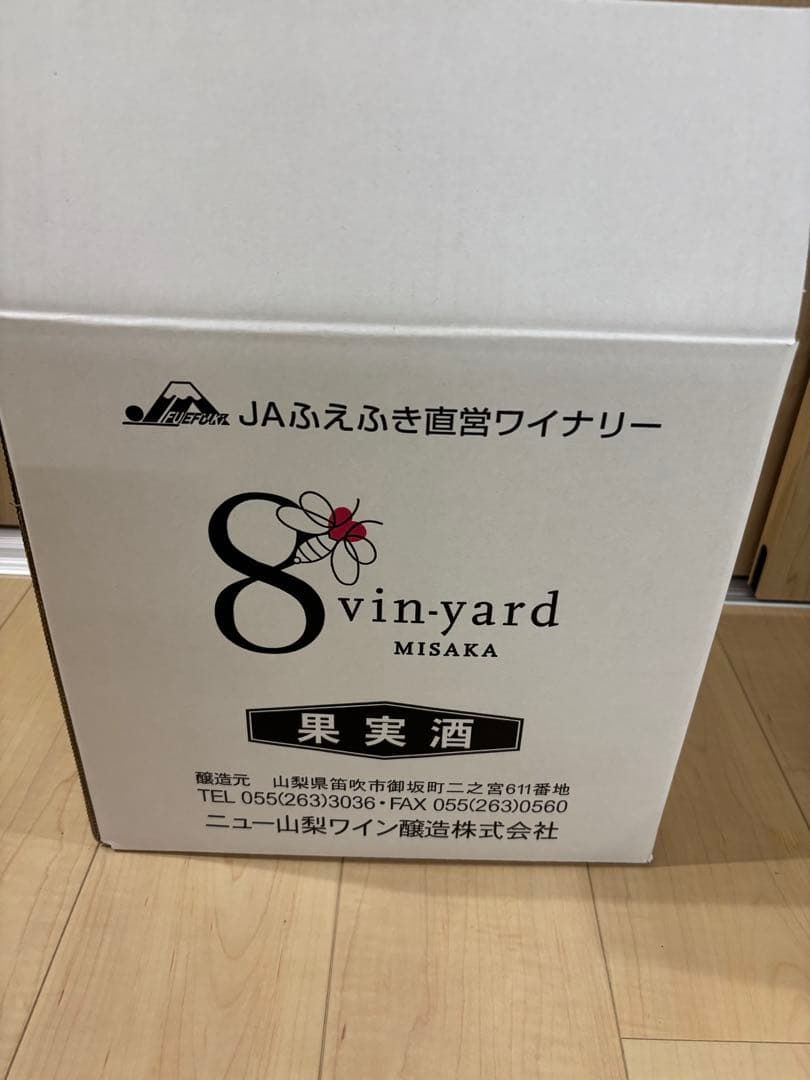 FUEFUKI JAふえふき直営ワイナリー
8 vin-yard
MISAKA
果実酒
醸造元 山梨県笛吹市御坂町二之宮611番地
TEL 055(263)3036・FAX 055(263)0560
ニュー山梨ワイン醸造株式会社